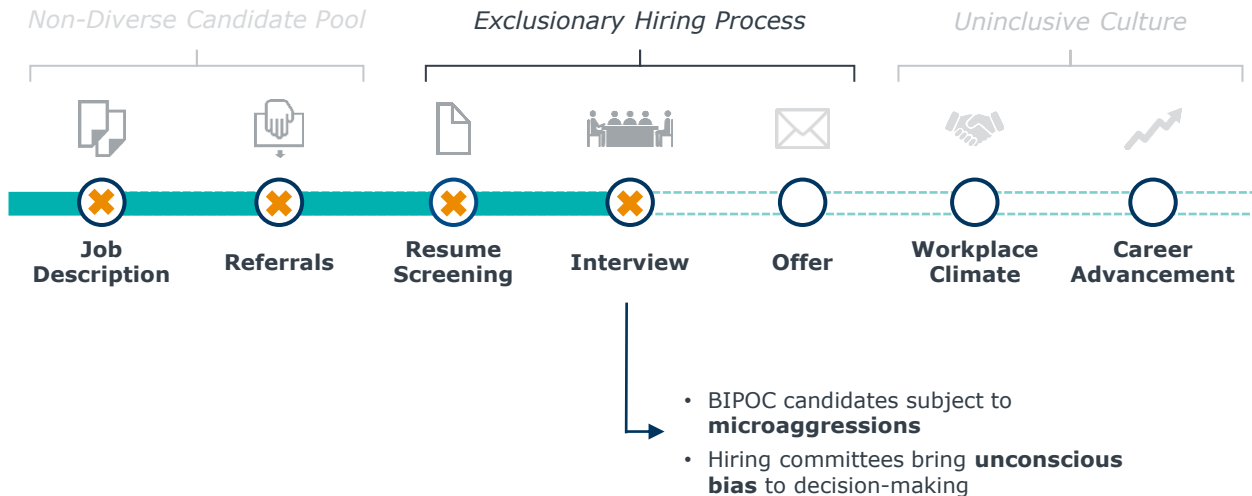 Non-Diverse Candidate Pool
Exclusionary Hiring Process
Uninclusive Culture
Job
Description
Referrals
Resume
Screening
Interview
Offer
Workplace
Climate
Career
Advancement
• BIPOC candidates subject to
microaggressions
• Hiring committees bring unconscious
bias to decision-making